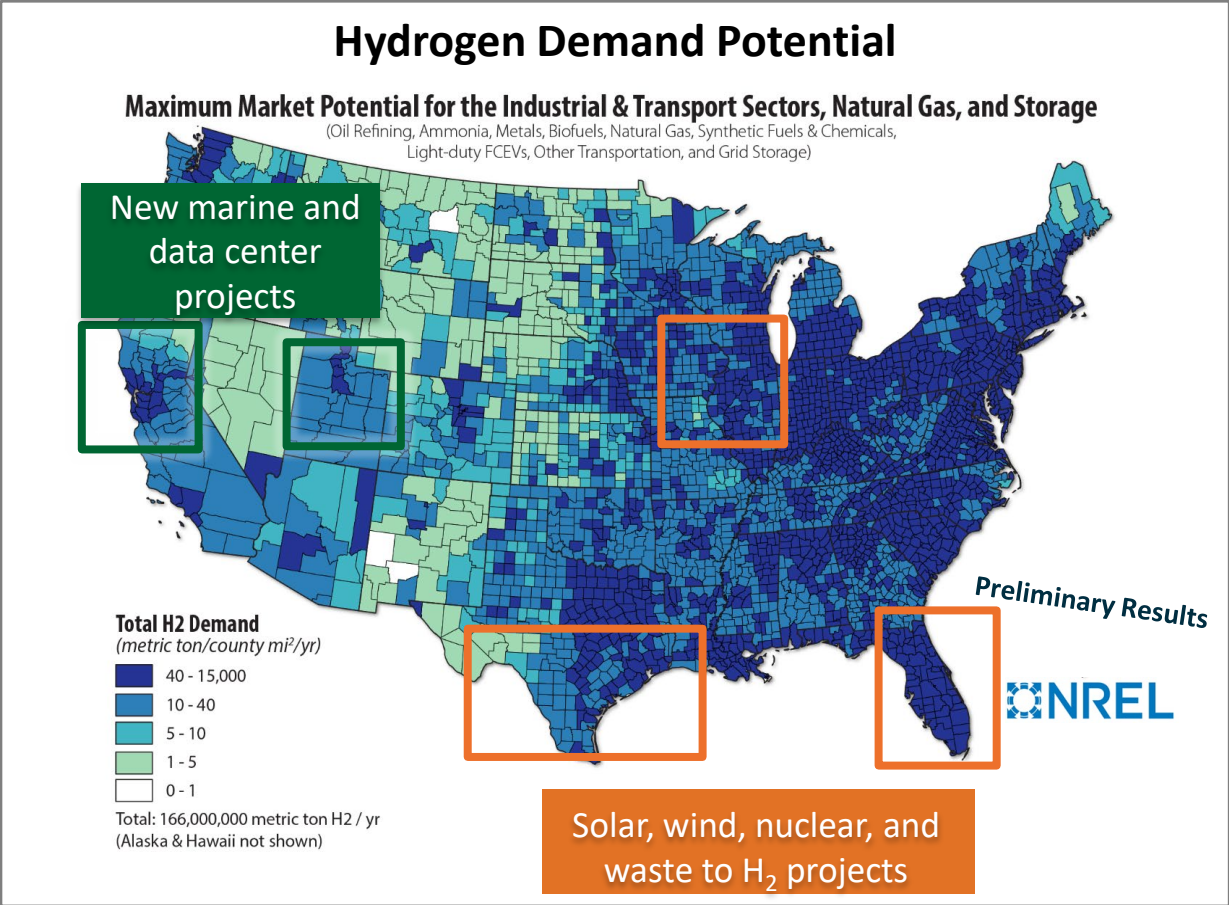 Hydrogen Demand Potential
Maximum Market Potential for the Industrial & Transport Sectors, Natural Gas, and Storage
(Oil Refining, Ammonia, Metals, Biofuels, Natural Gas, Synthetic Fuels & Chemicals,
Light-duty FCEVs, Other Transportation, and Grid Storage)
New marine and
data center
projects
Preliminary Results
Total H2 Demand
(metric ton/county mi²/yr)
40 - 15,000
10 - 40
5 - 10
1 - 5
0 - 1
Total: 166,000,000 metric ton H2 / yr
(Alaska & Hawaii not shown)
NREL
Solar, wind, nuclear, and
waste to H₂ projects